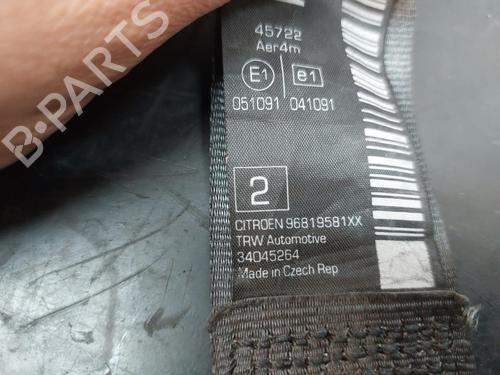 45722
Aer4m
E1 e1
051091 041091
2
CITROEN 96819581XX
TRW Automotive
34045264
Made in Czech Rep
B-PARTS